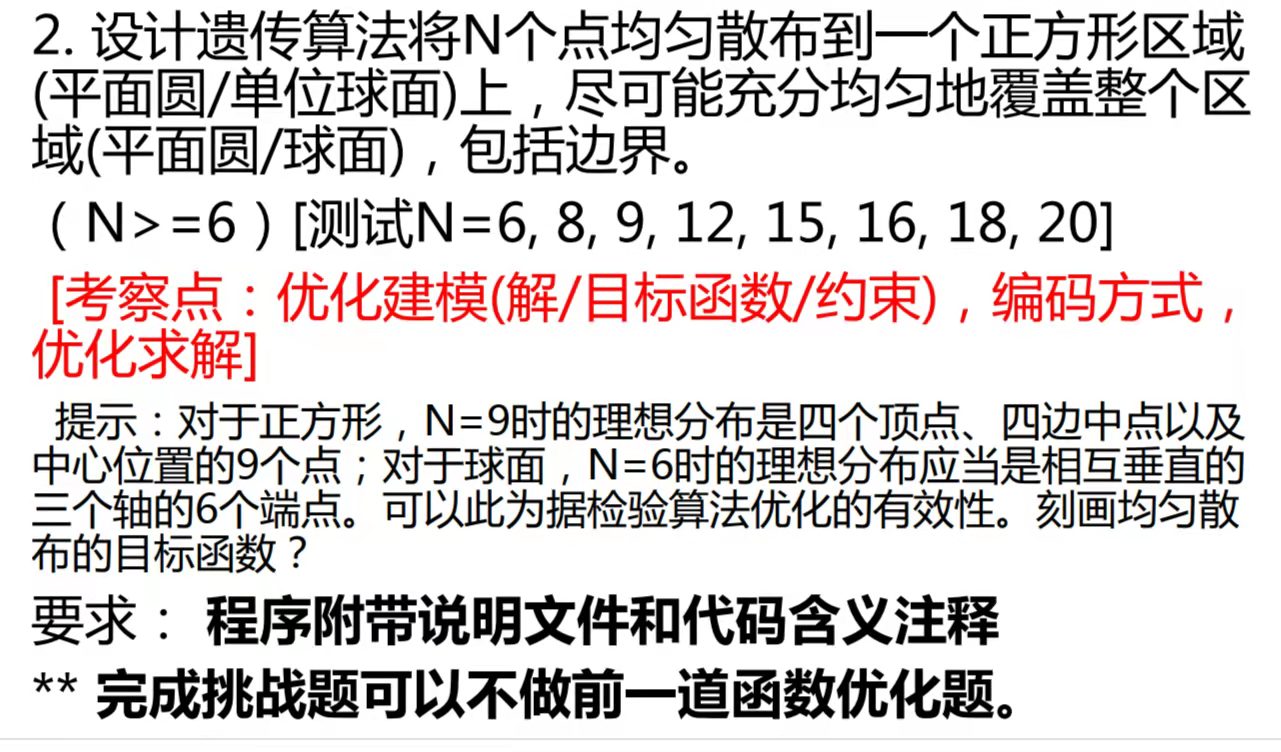 2. 设计遗传算法将N个点均匀散布到一个正方形区域
(平面圆/单位球面)上，尽可能充分均匀地覆盖整个区
域(平面圆/球面)，包括边界。
（N>=6）[测试N=6, 8, 9, 12, 15, 16, 18, 20]
[考察点：优化建模(解/目标函数/约束)，编码方式，
优化求解]
提示：对于正方形，N=9时的理想分布是四个顶点、四边中点以及
中心位置的9个点；对于球面，N=6时的理想分布应当是相互垂直的
三个轴的6个端点。可以此为据检验算法优化的有效性。刻画均匀散
布的目标函数？
要求： 程序附带说明文件和代码含义注释
** 完成挑战题可以不做前一道函数优化题。